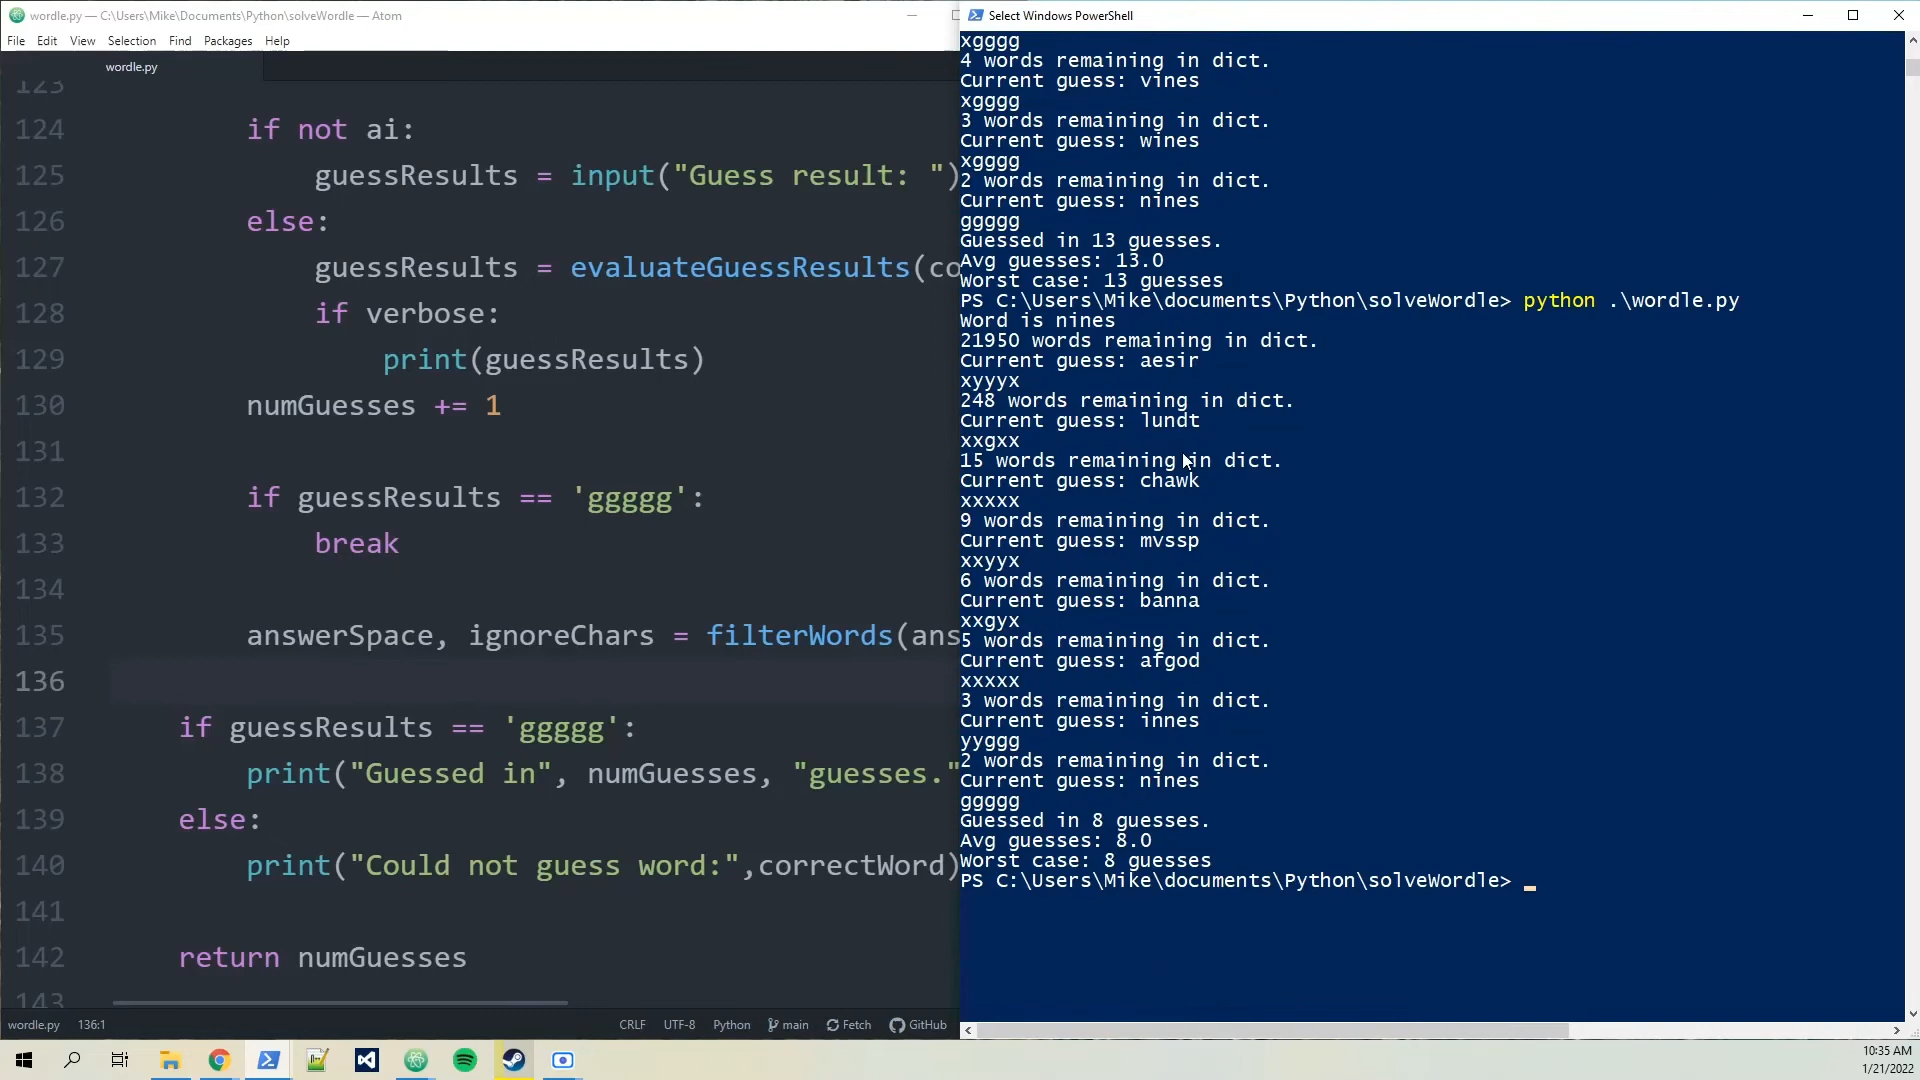 wordle.py — C:\Users\Mike\Documents\Python\solveWordle — Atom
File Edit View Selection Find Packages Help
wordle.py
123
124 if not ai:
125 guessResults = input("Guess result: ")
126 else:
127 guessResults = evaluateGuessResults(co
128 if verbose:
129 print(guessResults)
130 numGuesses += 1
131
132 if guessResults == 'ggggg':
133 break
134
135 answerSpace, ignoreChars = filterWords(ans
136
137 if guessResults == 'ggggg':
138 print("Guessed in", numGuesses, "guesses."
139 else:
140 print("Could not guess word:",correctWord)
141
142 return numGuesses
143
wordle.py 136:1 CRLF UTF-8 Python main Fetch GitHub
Select Windows PowerShell
xgggg
4 words remaining in dict.
Current guess: vines
xgggg
3 words remaining in dict.
Current guess: wines
xgggg
2 words remaining in dict.
Current guess: nines
ggggg
Guessed in 13 guesses.
Avg guesses: 13.0
Worst case: 13 guesses
PS C:\Users\Mike\documents\Python\solveWordle> python .\wordle.py
Word is nines
21950 words remaining in dict.
Current guess: aesir
xyyyx
248 words remaining in dict.
Current guess: lundt
xxgxx
15 words remaining in dict.
Current guess: chawk
xxxxx
9 words remaining in dict.
Current guess: mvssp
xxyyx
6 words remaining in dict.
Current guess: banna
xxgyx
5 words remaining in dict.
Current guess: afgod
xxxxx
3 words remaining in dict.
Current guess: innes
yyggg
2 words remaining in dict.
Current guess: nines
ggggg
Guessed in 8 guesses.
Avg guesses: 8.0
Worst case: 8 guesses
PS C:\Users\Mike\documents\Python\solveWordle>
10:35 AM
1/21/2022